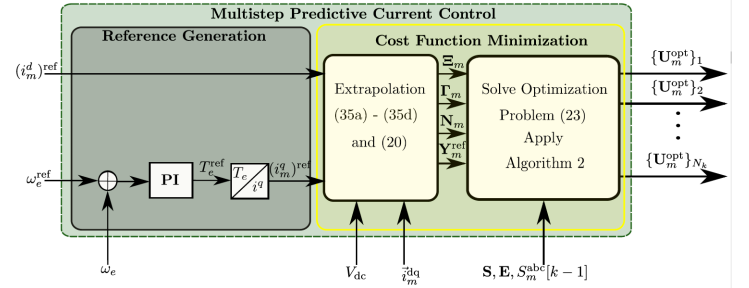 Multistep Predictive Current Control
Reference Generation
Cost Function Minimization
(i_m^d)^ref
Extrapolation
(35a) - (35d)
and (20)
Ξ_m
Γ_m
N_m
Y_m^ref
Solve Optimization
Problem (23)
Apply
Algorithm 2
{U_m^opt}_1
{U_m^opt}_2
⋮
{U_m^opt}_{N_k}
ω_e^ref
PI
T_e^ref
T_e
i^q
(i_m^q)^ref
ω_e
V_dc
i⃗_m^dq
S, E, S_m^abc[k − 1]